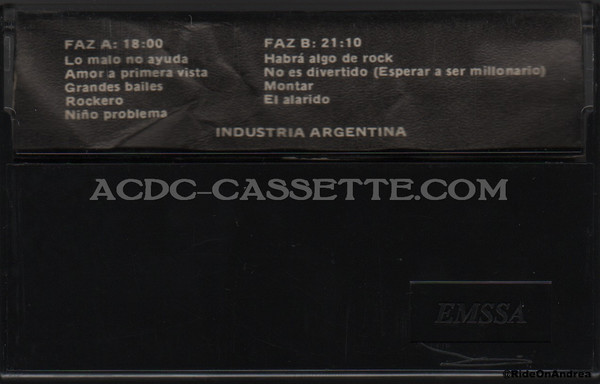 FAZ A: 18:00
Lo malo no ayuda
Amor a primera vista
Grandes bailes
Rockero
Niño problema
FAZ B: 21:10
Habrá algo de rock
No es divertido (Esperar a ser millonario)
Montar
El alarido
INDUSTRIA ARGENTINA
ACDC-CASSETTE.COM
EMSSA
©RideOnAndrea